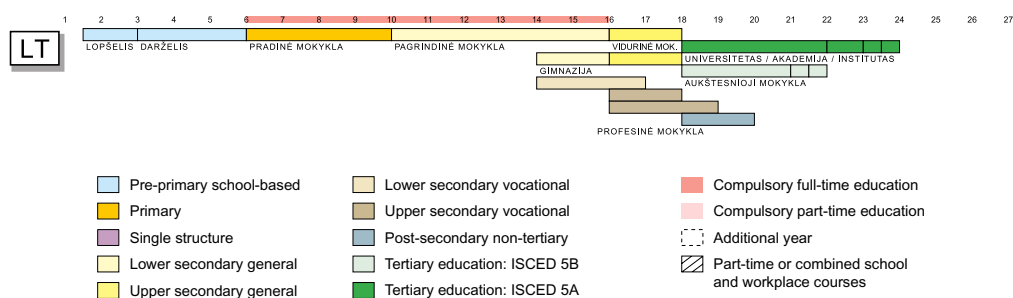 1 2 3 4 5 6 7 8 9 10 11 12 13 14 15 16 17 18 19 20 21 22 23 24 25 26 27
LT
LOPŠELIS DARŽELIS PRADINĖ MOKYKLA PAGRINDINĖ MOKYKLA VIDURINĖ MOK.
UNIVERSITETAS / AKADEMIJA / INSTITUTAS
GIMNAZIJA
AUKŠTESNIOJI MOKYKLA
PROFESINĖ MOKYKLA
Pre-primary school-based
Primary
Single structure
Lower secondary general
Upper secondary general
Lower secondary vocational
Upper secondary vocational
Post-secondary non-tertiary
Tertiary education: ISCED 5B
Tertiary education: ISCED 5A
Compulsory full-time education
Compulsory part-time education
Additional year
Part-time or combined school
and workplace courses